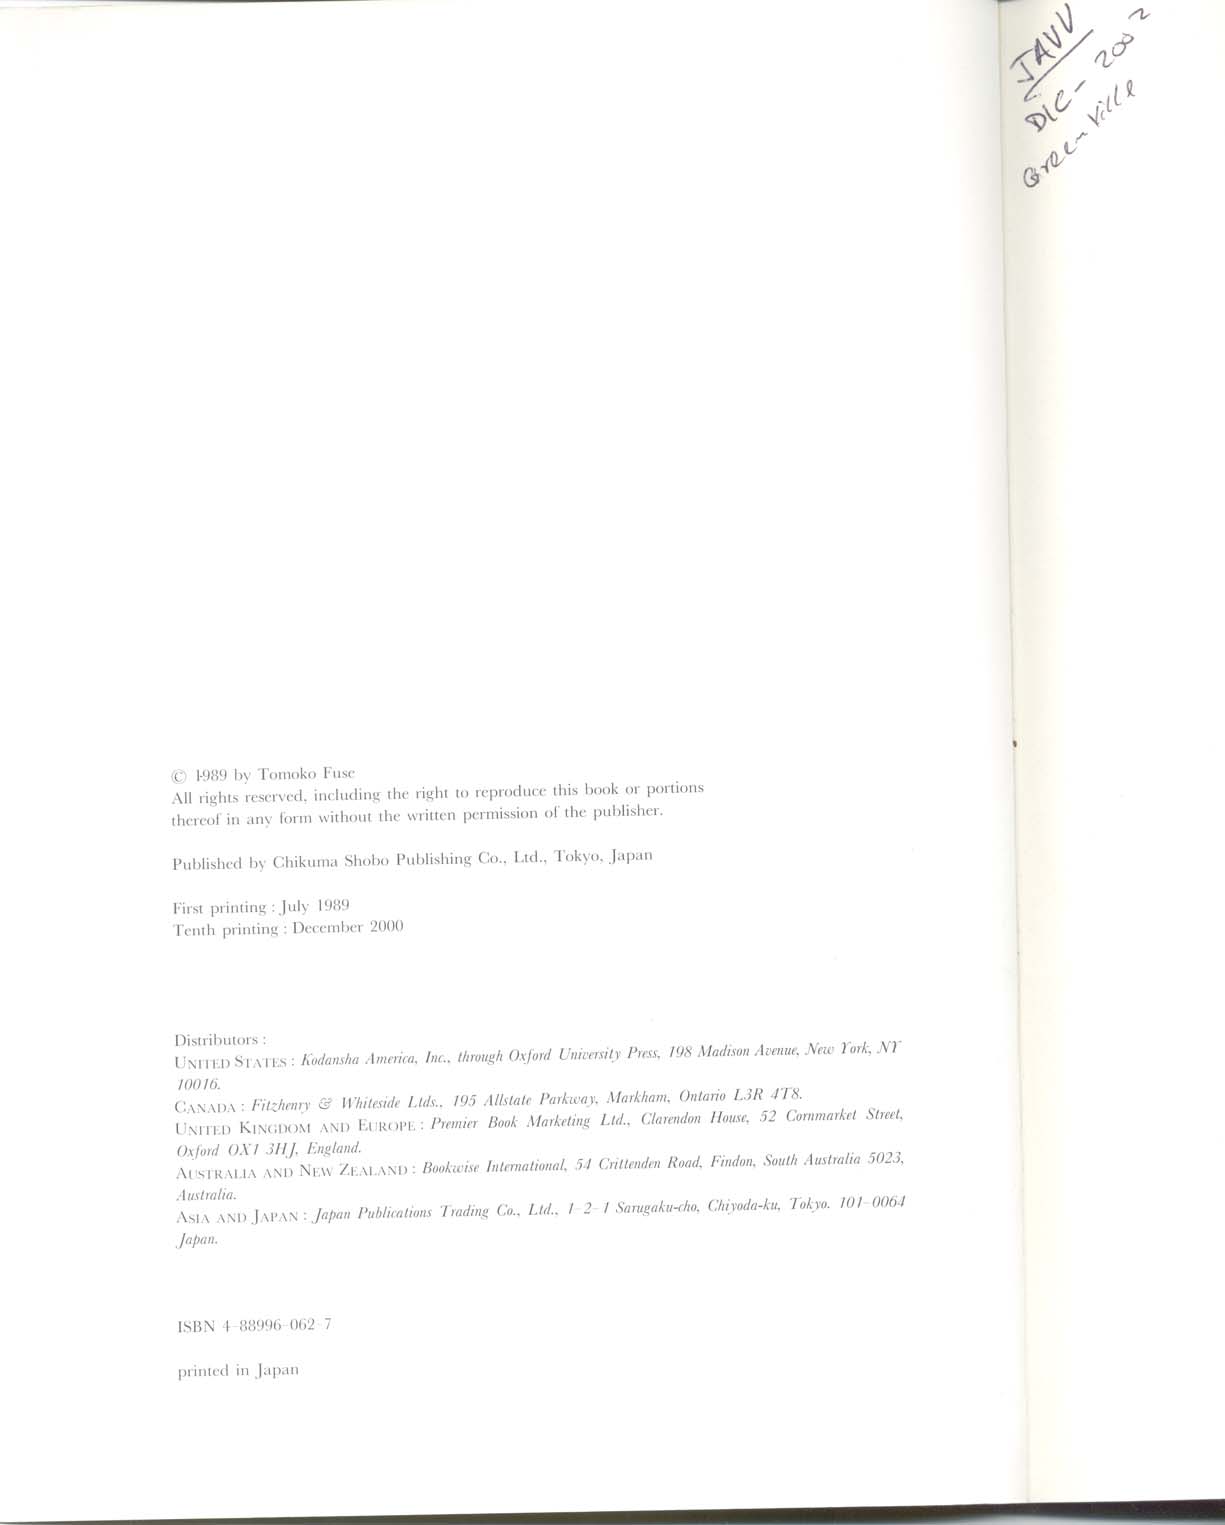 JAVV
DIC - 2002
Greenville
© 1989 by Tomoko Fuse
All rights reserved, including the right to reproduce this book or portions
thereof in any form without the written permission of the publisher.
Published by Chikuma Shobo Publishing Co., Ltd., Tokyo, Japan
First printing : July 1989
Tenth printing : December 2000
Distributors :
UNITED STATES : Kodansha America, Inc., through Oxford University Press, 198 Madison Avenue, New York, NY
10016.
CANADA : Fitzhenry & Whiteside Ltds., 195 Allstate Parkway, Markham, Ontario L3R 4T8.
UNITED KINGDOM AND EUROPE : Premier Book Marketing Ltd., Clarendon House, 52 Cornmarket Street,
Oxford OX1 3HJ, England.
AUSTRALIA AND NEW ZEALAND : Bookwise International, 54 Crittenden Road, Findon, South Australia 5023,
Australia.
ASIA AND JAPAN : Japan Publications Trading Co., Ltd., 1-2-1 Sarugaku-cho, Chiyoda-ku, Tokyo. 101-0064
Japan.
ISBN 4-88996-062-7
printed in Japan